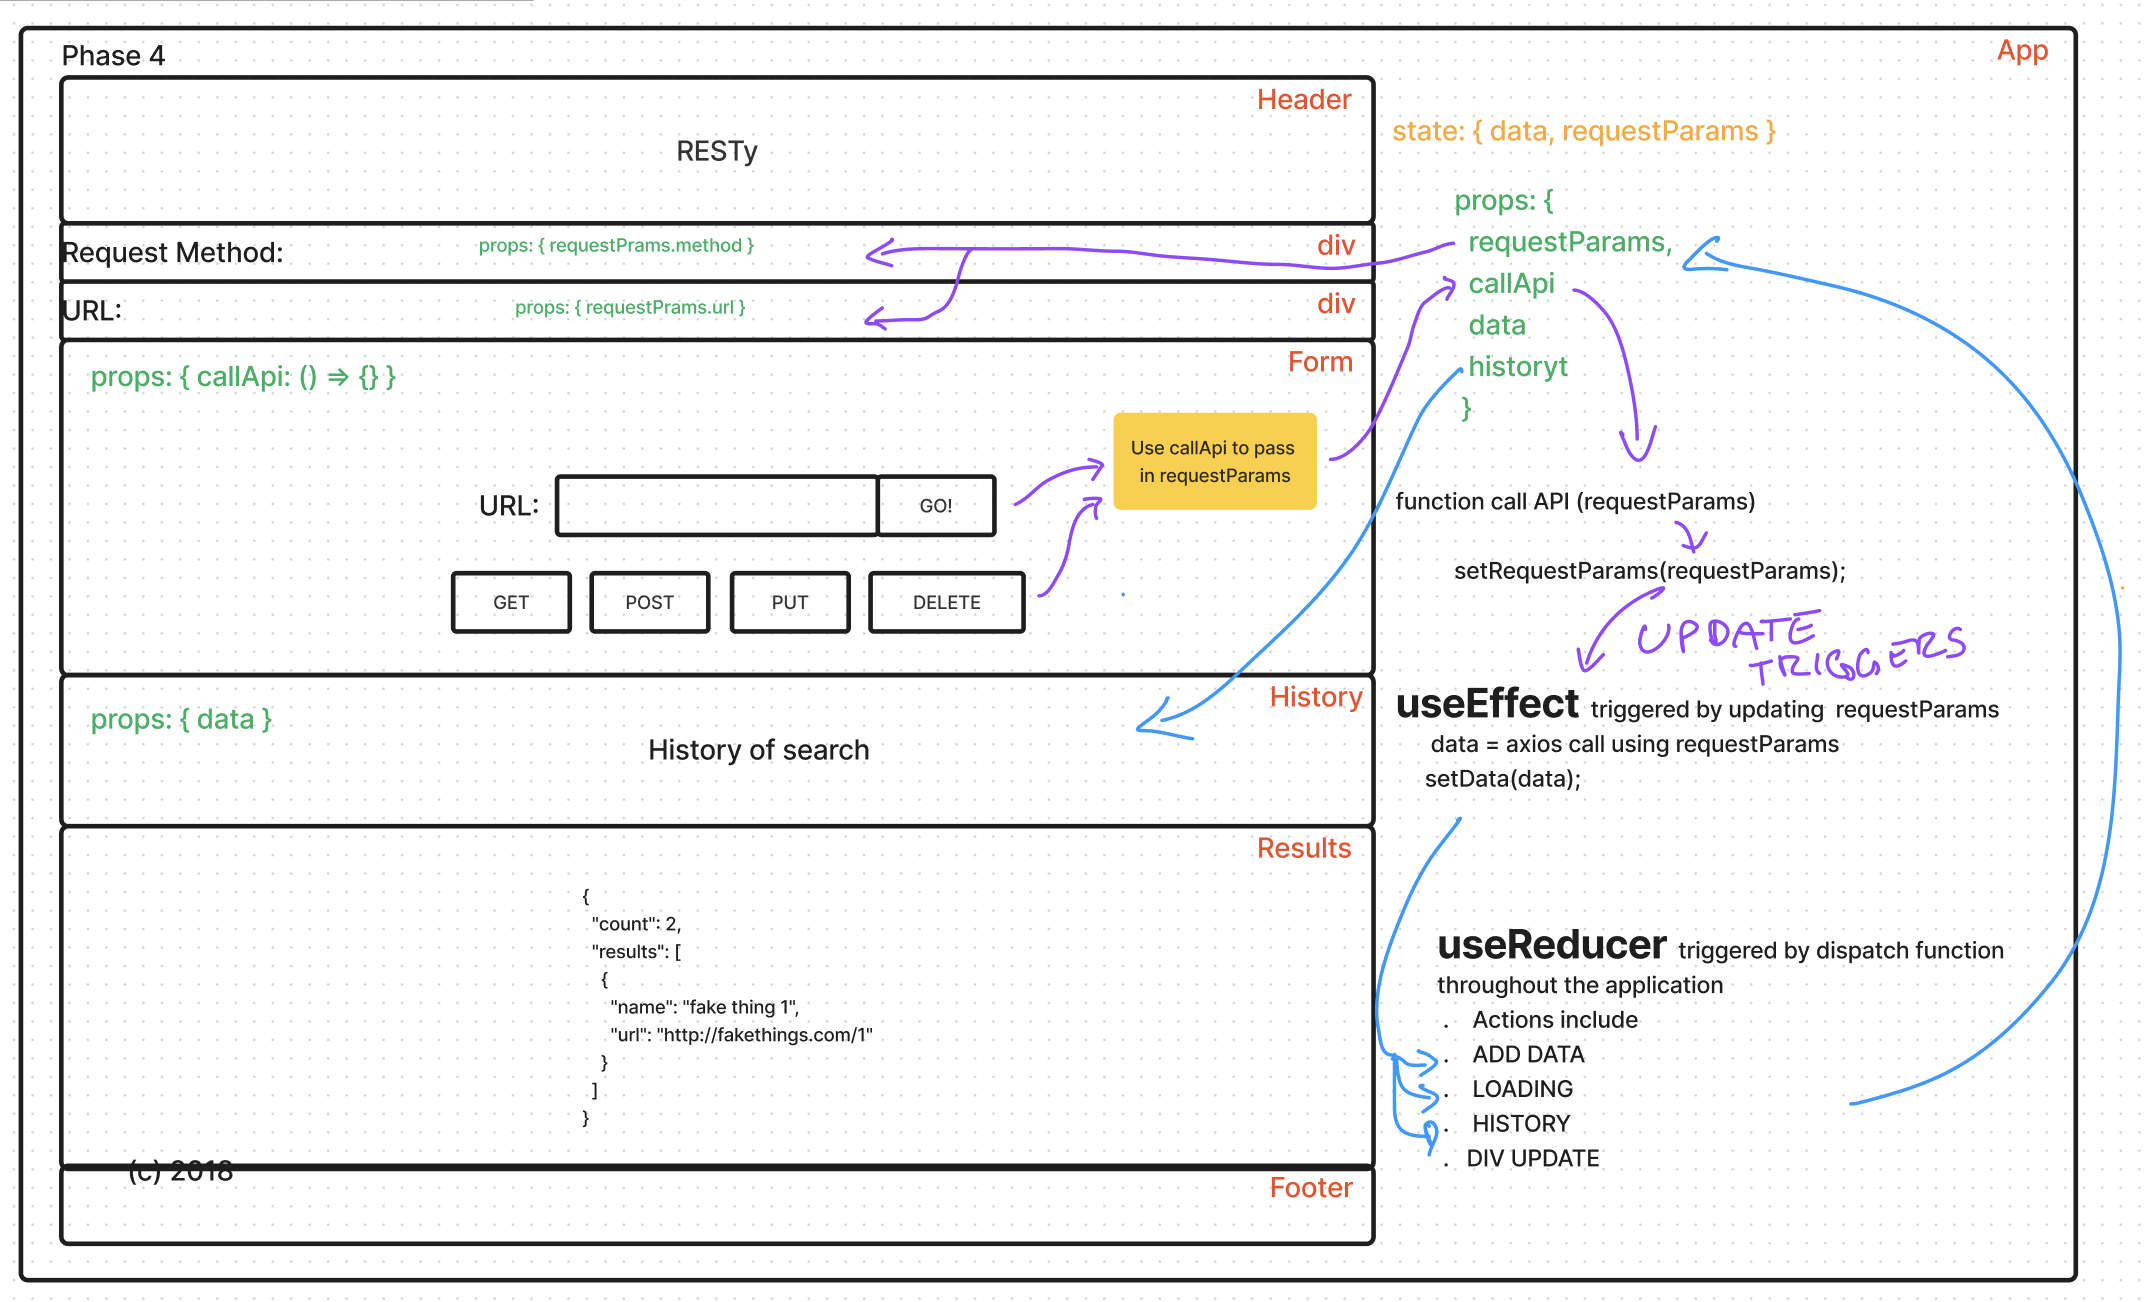 Phase 4
App
Header
RESTy
state: { data, requestParams }
props: {
requestParams,
callApi
data
historyt
}
Request Method:
props: { requestPrams.method }
div
URL:
props: { requestPrams.url }
div
Form
props: { callApi: () => {} }
Use callApi to pass
in requestParams
URL:
GO!
GET
POST
PUT
DELETE
function call API (requestParams)
setRequestParams(requestParams);
UPDATE
TRIGGERS
useEffect triggered by updating requestParams
data = axios call using requestParams
setData(data);
History
props: { data }
History of search
Results
{
"count": 2,
"results": [
{
"name": "fake thing 1",
"url": "http://fakethings.com/1"
}
]
}
useReducer triggered by dispatch function
throughout the application
. Actions include
. ADD DATA
. LOADING
. HISTORY
. DIV UPDATE
(c) 2018
Footer